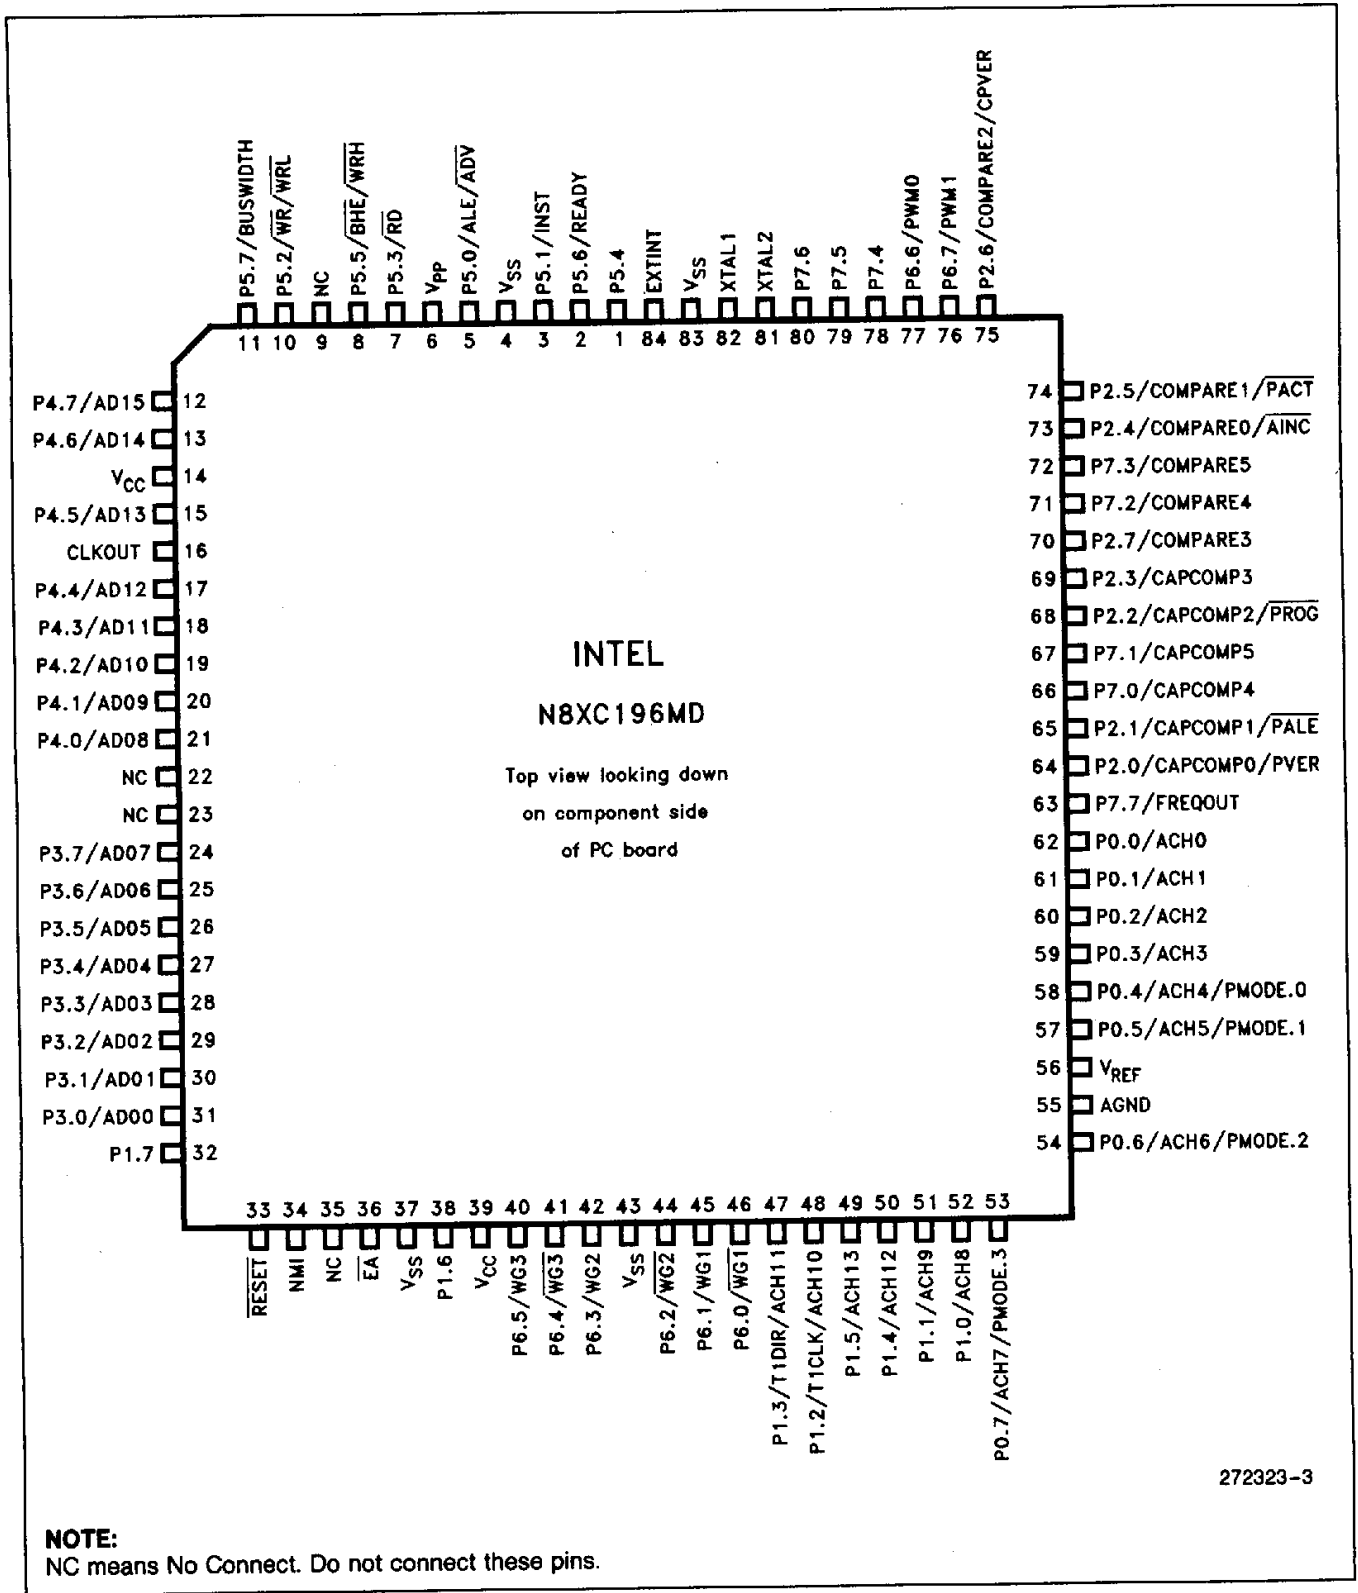 P5.7/BUSWIDTH
P5.2/WR/WRL
NC
P5.5/BHE/WRH
P5.3/RD
VPP
P5.0/ALE/ADV
VSS
P5.1/INST
P5.6/READY
P5.4
EXTINT
VSS
XTAL1
XTAL2
P7.6
P7.5
P7.4
P6.6/PWM0
P6.7/PWM1
P2.6/COMPARE2/CPVER
11 10 9 8 7 6 5 4 3 2 1 84 83 82 81 80 79 78 77 76 75
P4.7/AD15 12
P4.6/AD14 13
VCC 14
P4.5/AD13 15
CLKOUT 16
P4.4/AD12 17
P4.3/AD11 18
P4.2/AD10 19
P4.1/AD09 20
P4.0/AD08 21
NC 22
NC 23
P3.7/AD07 24
P3.6/AD06 25
P3.5/AD05 26
P3.4/AD04 27
P3.3/AD03 28
P3.2/AD02 29
P3.1/AD01 30
P3.0/AD00 31
P1.7 32
INTEL
N8XC196MD
Top view looking down
on component side
of PC board
74 P2.5/COMPARE1/PACT
73 P2.4/COMPARE0/AINC
72 P7.3/COMPARE5
71 P7.2/COMPARE4
70 P2.7/COMPARE3
69 P2.3/CAPCOMP3
68 P2.2/CAPCOMP2/PROG
67 P7.1/CAPCOMP5
66 P7.0/CAPCOMP4
65 P2.1/CAPCOMP1/PALE
64 P2.0/CAPCOMP0/PVER
63 P7.7/FREQOUT
62 P0.0/ACH0
61 P0.1/ACH1
60 P0.2/ACH2
59 P0.3/ACH3
58 P0.4/ACH4/PMODE.0
57 P0.5/ACH5/PMODE.1
56 VREF
55 AGND
54 P0.6/ACH6/PMODE.2
33 34 35 36 37 38 39 40 41 42 43 44 45 46 47 48 49 50 51 52 53
RESET
NMI
NC
EA
VSS
P1.6
VCC
P6.5/WG3
P6.4/WG3
P6.3/WG2
VSS
P6.2/WG2
P6.1/WG1
P6.0/WG1
P1.3/T1DIR/ACH11
P1.2/T1CLK/ACH10
P1.5/ACH13
P1.4/ACH12
P1.1/ACH9
P1.0/ACH8
P0.7/ACH7/PMODE.3
272323-3
NOTE:
NC means No Connect. Do not connect these pins.